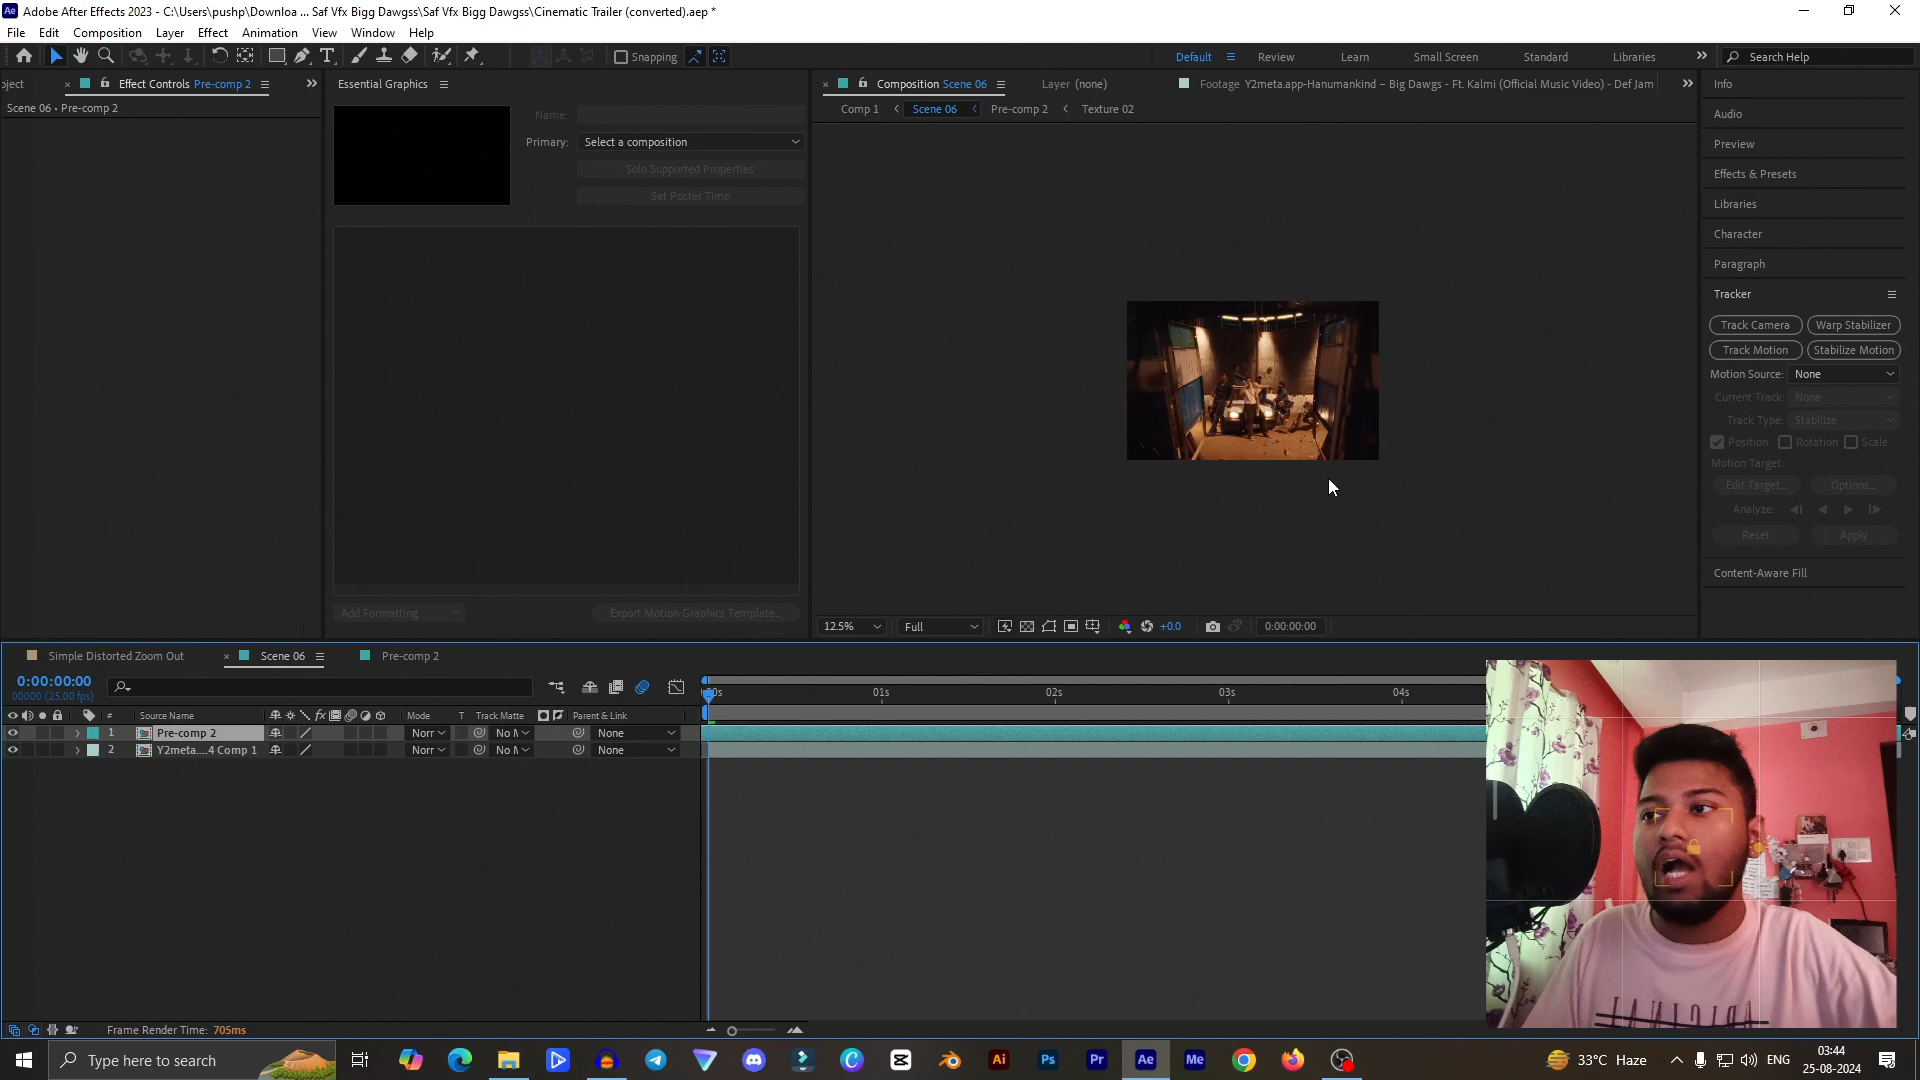 Adobe After Effects 2023 - C:\Users\pushp\Downloa ... Saf Vfx Bigg Dawgss\Saf Vfx Bigg Dawgss\Cinematic Trailer (converted).aep *
File Edit Composition Layer Effect Animation View Window Help
Snapping
Default Review Learn Small Screen Standard Libraries Search Help
oject Effect Controls Pre-comp 2
Scene 06 • Pre-comp 2
Essential Graphics
Name:
Primary: Select a composition
Solo Supported Properties
Set Poster Time
Add Formatting Export Motion Graphics Template...
Composition Scene 06 Layer (none) Footage Y2meta.app-Hanumankind – Big Dawgs - Ft. Kalmi (Official Music Video) - Def Jam
Comp 1 Scene 06 Pre-comp 2 Texture 02
12.5% Full +0.0 0:00:00:00
Info
Audio
Preview
Effects & Presets
Libraries
Character
Paragraph
Tracker
Track Camera Warp Stabilizer
Track Motion Stabilize Motion
Motion Source: None
Current Track: None
Track Type: Stabilize
Position Rotation Scale
Motion Target:
Edit Target... Options...
Analyze:
Reset Apply
Content-Aware Fill
Simple Distorted Zoom Out Scene 06 Pre-comp 2
0:00:00:00
00000 (25.00 fps)
# Source Name fx Mode T Track Matte Parent & Link
1 Pre-comp 2 Norr No M None
2 Y2meta....4 Comp 1 Norr No M None
01s 02s 03s 04s
Frame Render Time: 705ms
Type here to search
33°C Haze ENG
03:44
25-08-2024